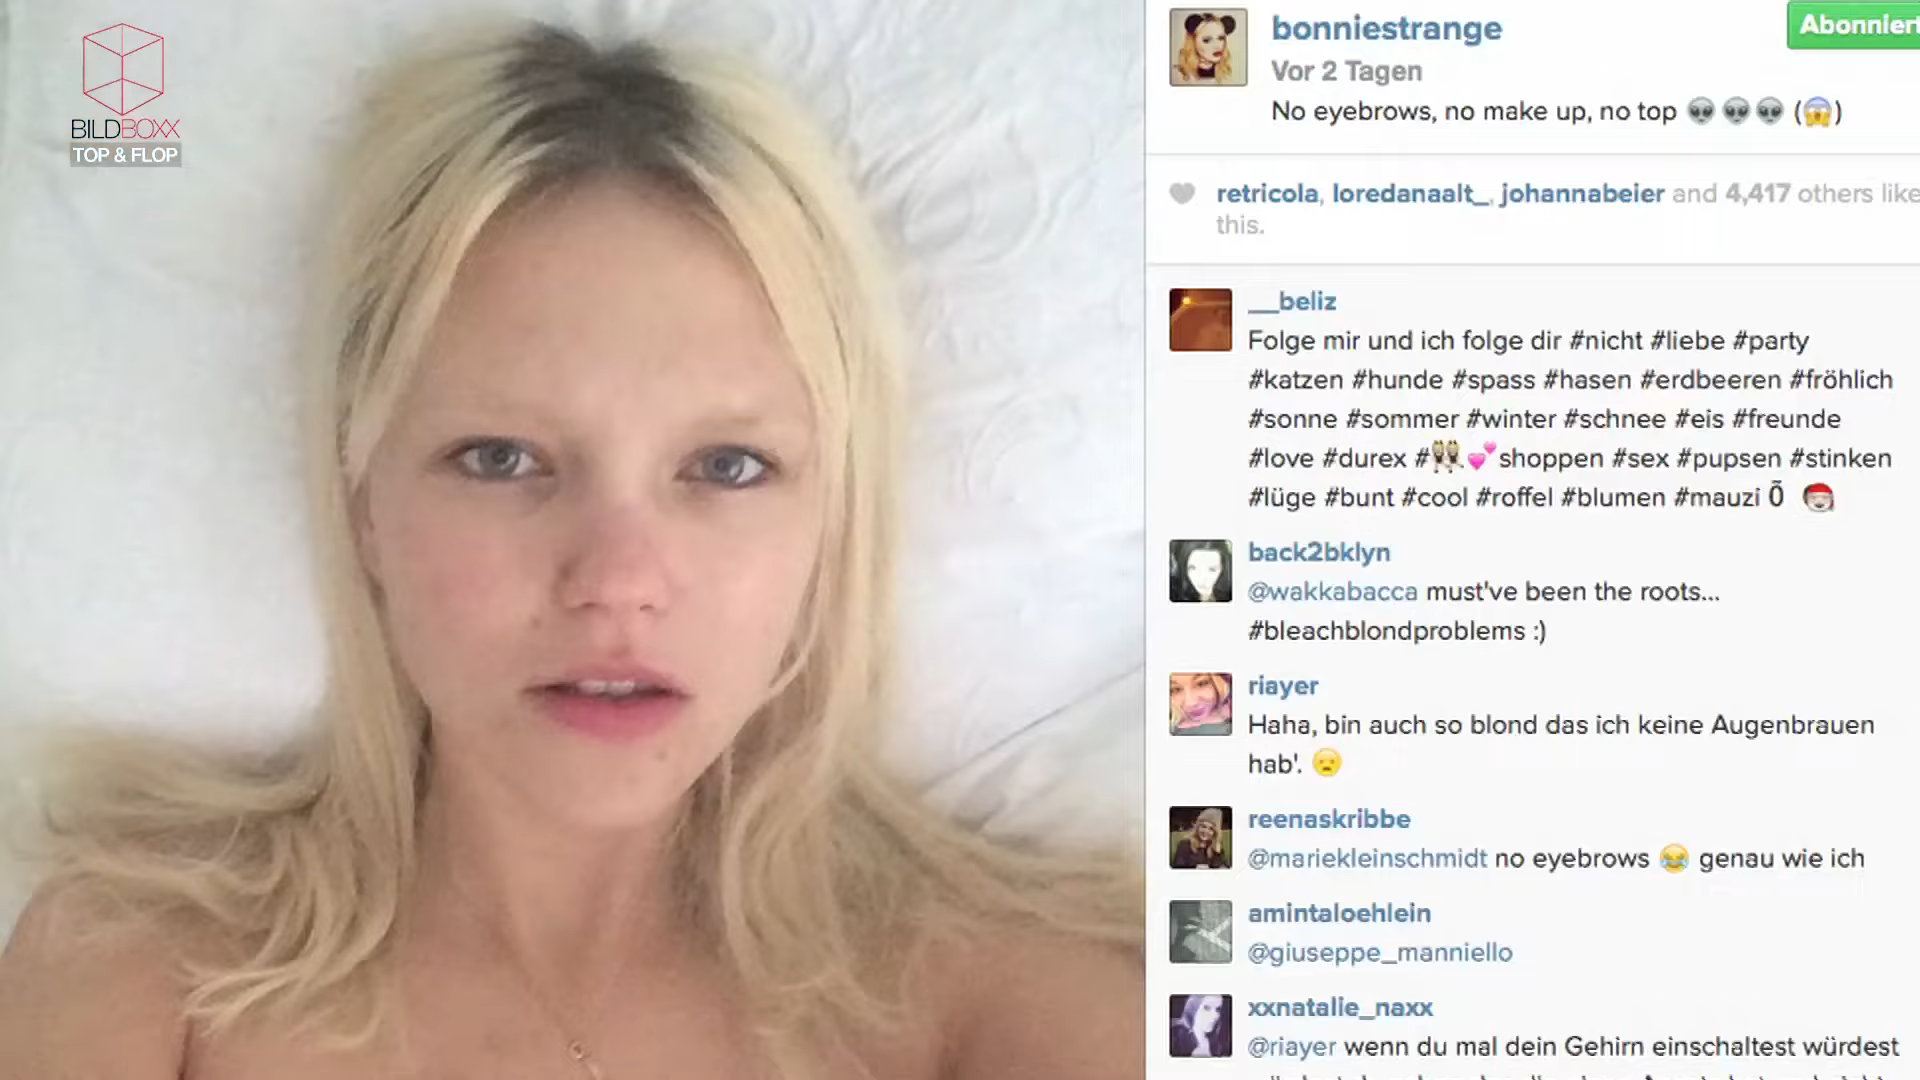 BILDBOXX
TOP & FLOP
bonniestrange
Abonniert
Vor 2 Tagen
No eyebrows, no make up, no top 👽👽👽 (😱)
retricola, loredanaalt_, johannabeier and 4,417 others like
this.
__beliz
Folge mir und ich folge dir #nicht #liebe #party
#katzen #hunde #spass #hasen #erdbeeren #fröhlich
#sonne #sommer #winter #schnee #eis #freunde
#love #durex #👯💕shoppen #sex #pupsen #stinken
#lüge #bunt #cool #roffel #blumen #mauzi Õ 🎅
back2bklyn
@wakkabacca must've been the roots...
#bleachblondproblems :)
riayer
Haha, bin auch so blond das ich keine Augenbrauen
hab'. 😦
reenaskribbe
@mariekleinschmidt no eyebrows 😂 genau wie ich
amintaloehlein
@giuseppe_manniello
xxnatalie_naxx
@riayer wenn du mal dein Gehirn einschaltest würdest